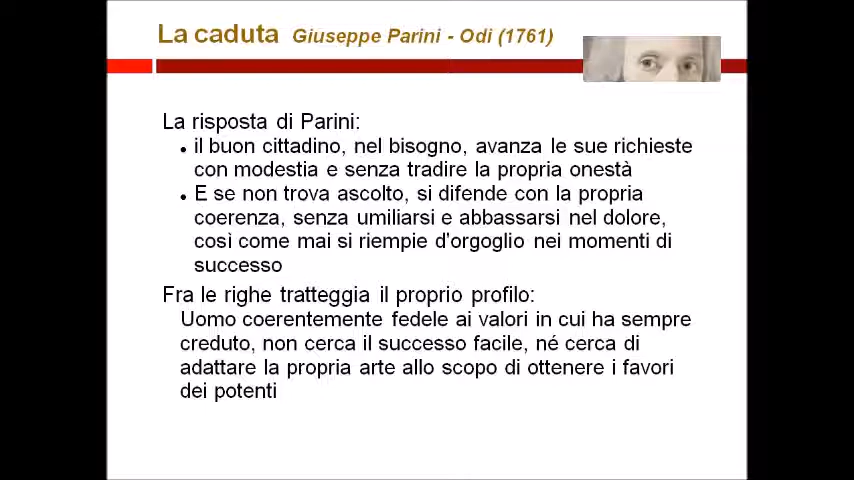 La caduta Giuseppe Parini - Odi (1761)
La risposta di Parini:
• il buon cittadino, nel bisogno, avanza le sue richieste
con modestia e senza tradire la propria onestà
• E se non trova ascolto, si difende con la propria
coerenza, senza umiliarsi e abbassarsi nel dolore,
così come mai si riempie d'orgoglio nei momenti di
successo
Fra le righe tratteggia il proprio profilo:
Uomo coerentemente fedele ai valori in cui ha sempre
creduto, non cerca il successo facile, né cerca di
adattare la propria arte allo scopo di ottenere i favori
dei potenti